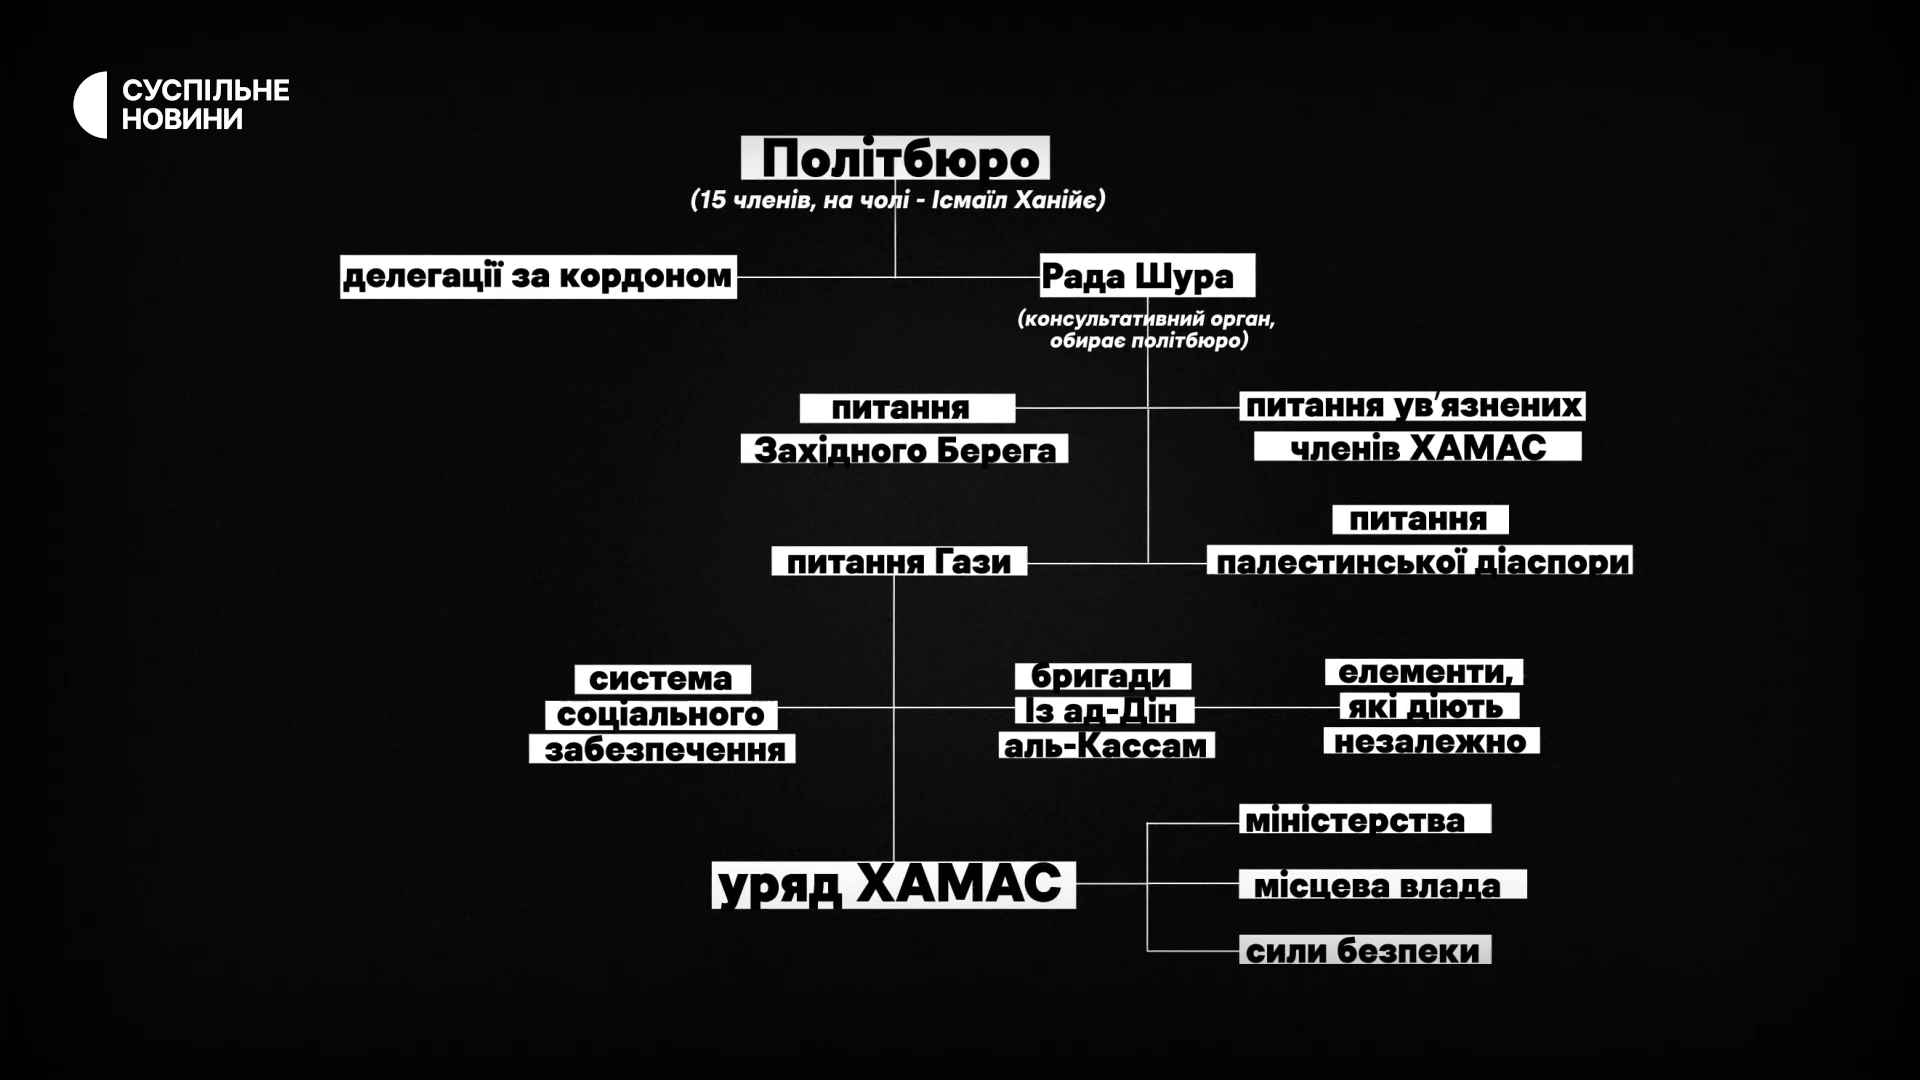 СУСПІЛЬНЕ
НОВИНИ
Політбюро
(15 членів, на чолі - Ісмаїл Ханійє)
делегації за кордоном
Рада Шура
(консультативний орган,
обирає політбюро)
питання
Західного Берега
питання ув’язнених
членів ХАМАС
питання Гази
питання
палестинської діаспори
система
соціального
забезпечення
бригади
Із ад-Дін
аль-Кассам
елементи,
які діють
незалежно
уряд ХАМАС
міністерства
місцева влада
сили безпеки